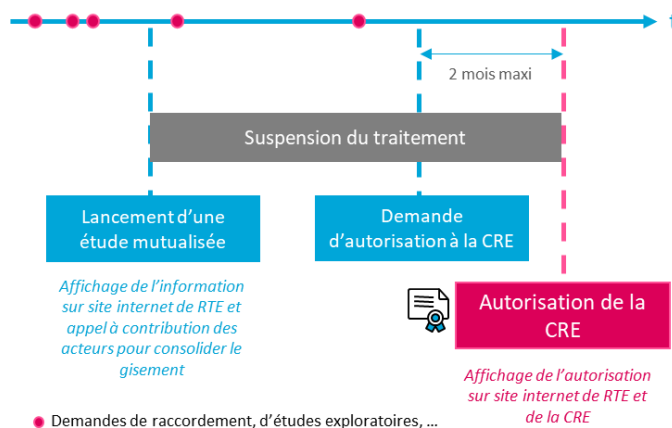 t
2 mois maxi
Suspension du traitement
Lancement d'une
étude mutualisée
Demande
d'autorisation à la CRE
Affichage de l'information
sur site internet de RTE et
appel à contribution des
acteurs pour consolider le
gisement
Autorisation de la
CRE
Affichage de l'autorisation
sur site internet de RTE et
de la CRE
Demandes de raccordement, d'études exploratoires, …